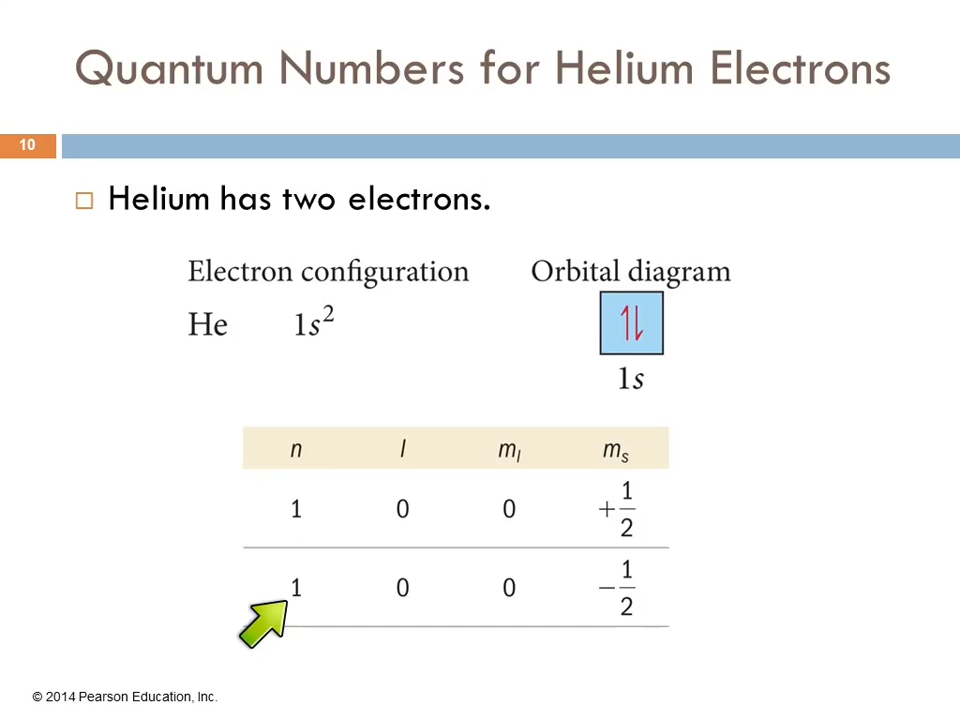 Quantum Numbers for Helium Electrons
10
Helium has two electrons.
Electron configuration Orbital diagram
He 1s² ↿⇂
1s
n l mₗ mₛ
1 0 0 +1/2
1 0 0 −1/2
© 2014 Pearson Education, Inc.